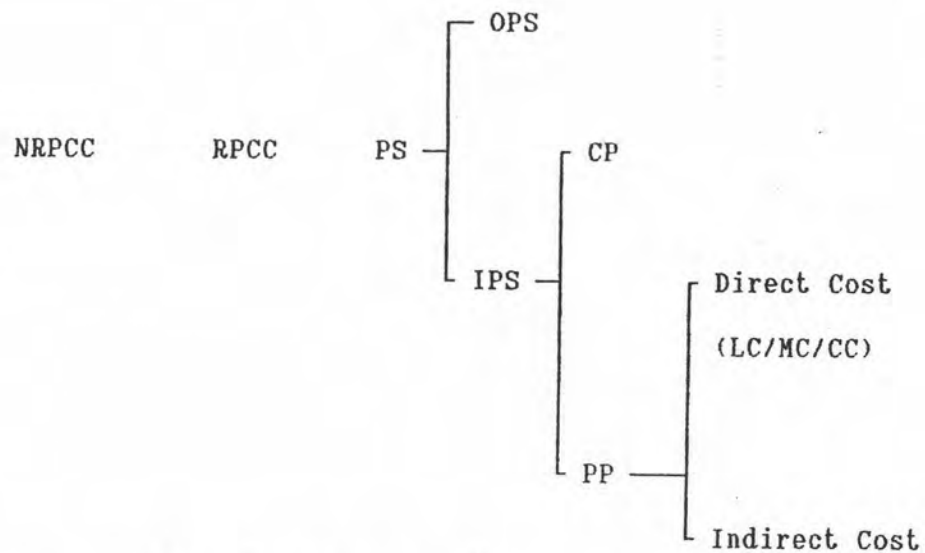 OPS
NRPCC RPCC PS CP
IPS Direct Cost
(LC/MC/CC)
PP
Indirect Cost